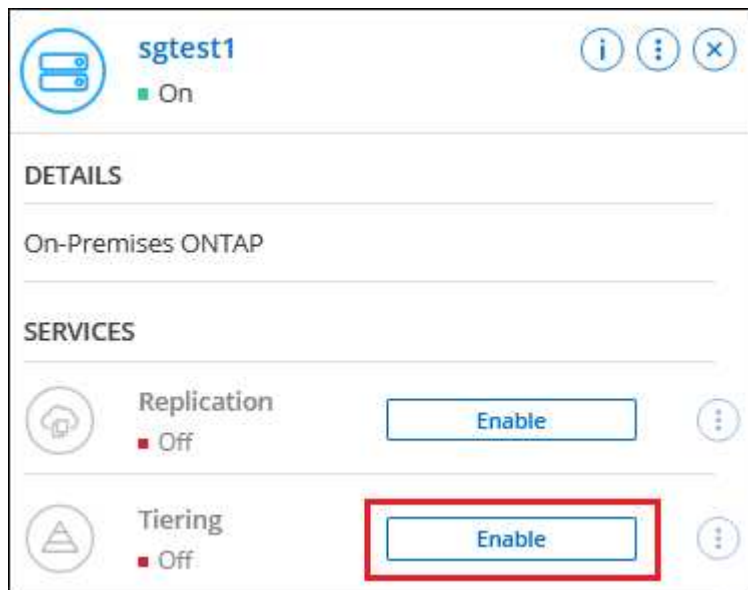 sgtest1
On
DETAILS
On-Premises ONTAP
SERVICES
Replication
Enable
Off
Tiering
Enable
Off